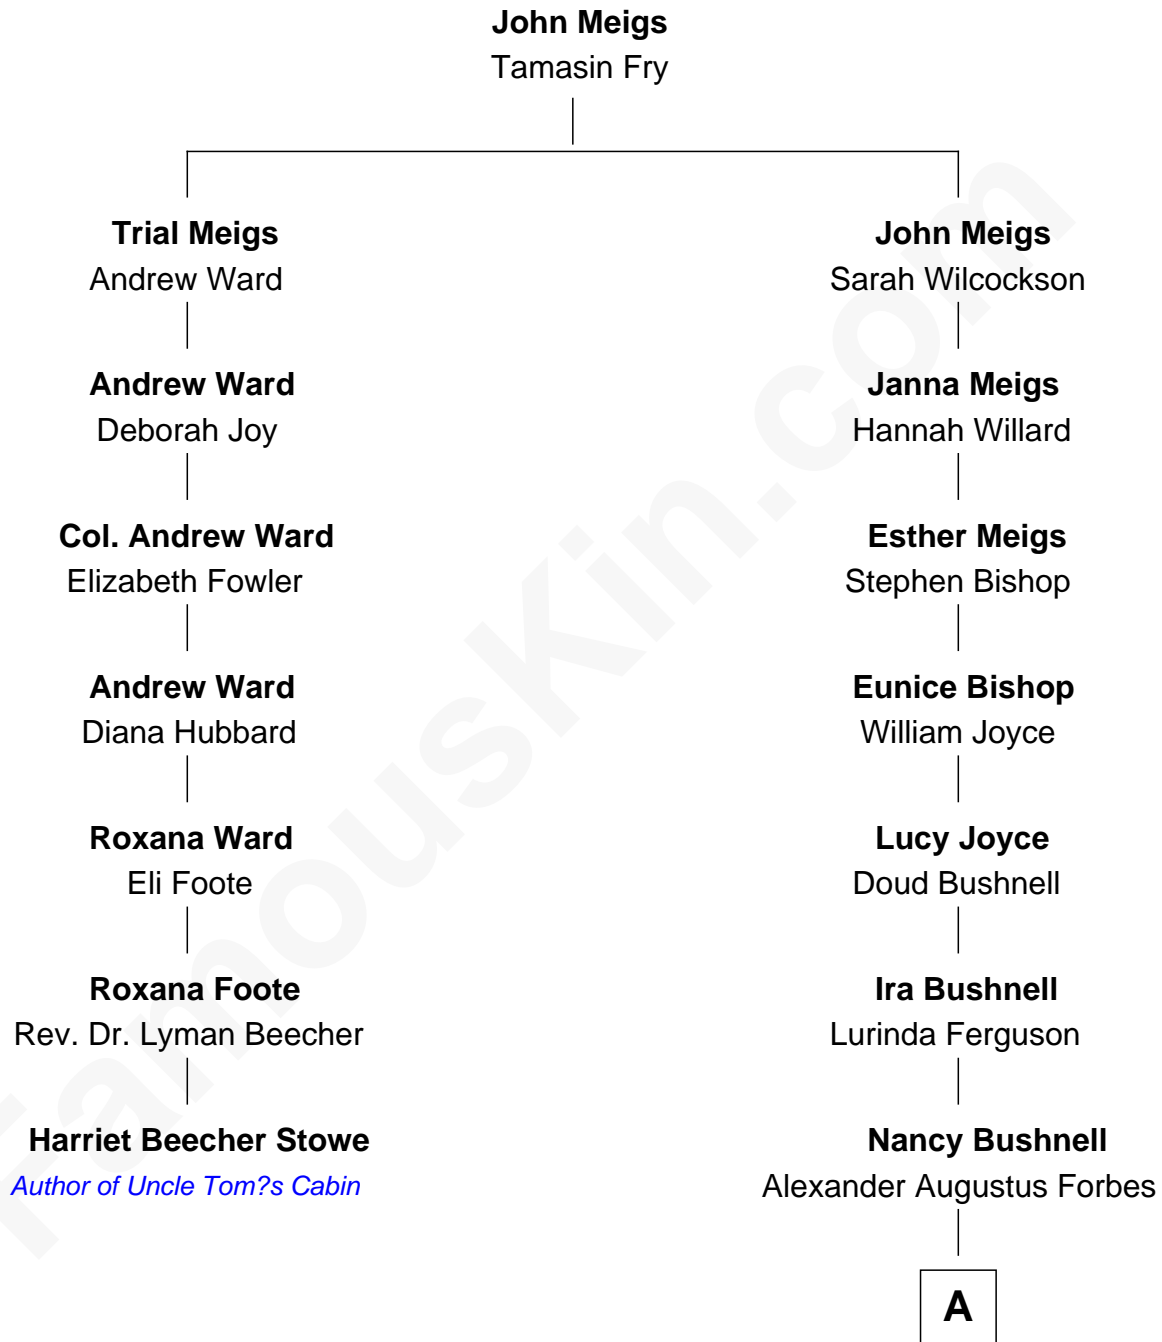 John Meigs
Tamasin Fry
Trial Meigs
Andrew Ward
John Meigs
Sarah Wilcockson
Andrew Ward
Deborah Joy
Janna Meigs
Hannah Willard
Col. Andrew Ward
Elizabeth Fowler
Esther Meigs
Stephen Bishop
Andrew Ward
Diana Hubbard
Eunice Bishop
William Joyce
Roxana Ward
Eli Foote
Lucy Joyce
Doud Bushnell
Roxana Foote
Rev. Dr. Lyman Beecher
Ira Bushnell
Lurinda Ferguson
Harriet Beecher Stowe
Author of Uncle Tom?s Cabin
Nancy Bushnell
Alexander Augustus Forbes
A
FamousKin.com